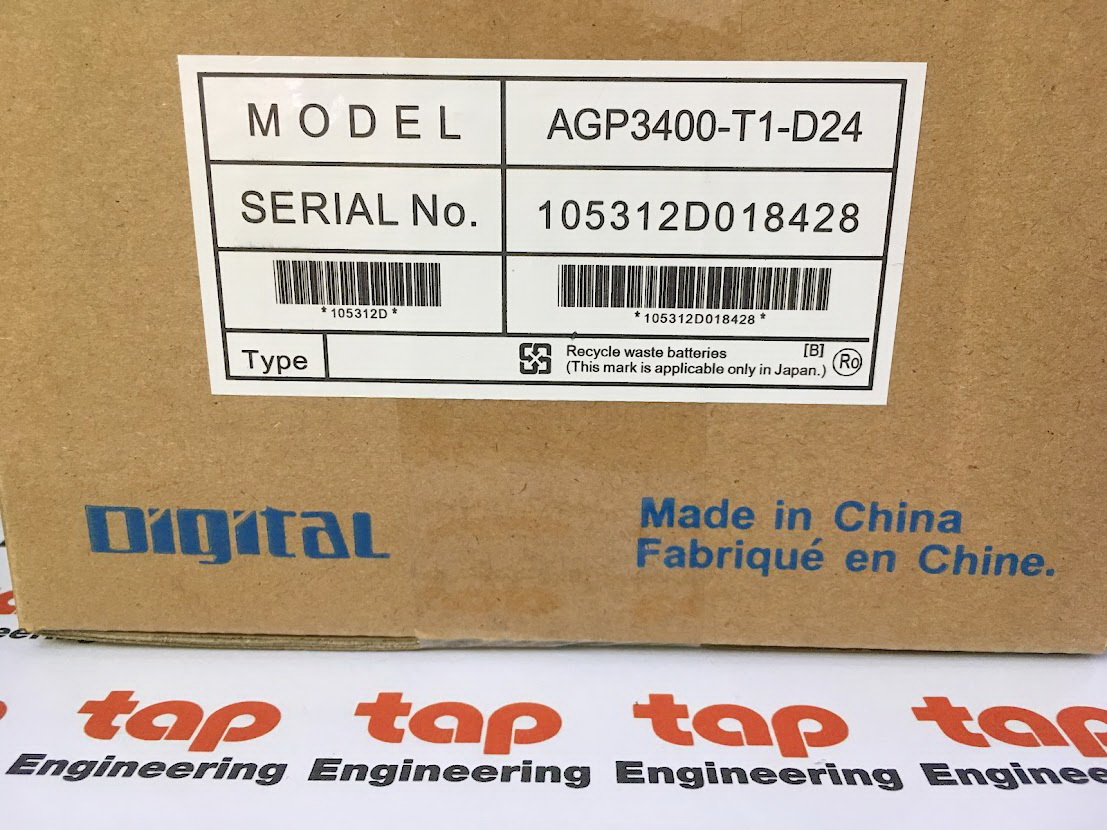 MODEL AGP3400-T1-D24
SERIAL No. 105312D018428
*105312D* *105312D018428*
Type Recycle waste batteries [B] Ro
(This mark is applicable only in Japan.)
Digital Made in China
Fabriqué en Chine.
tap tap tap tap
Engineering Engineering Engineering Enginee